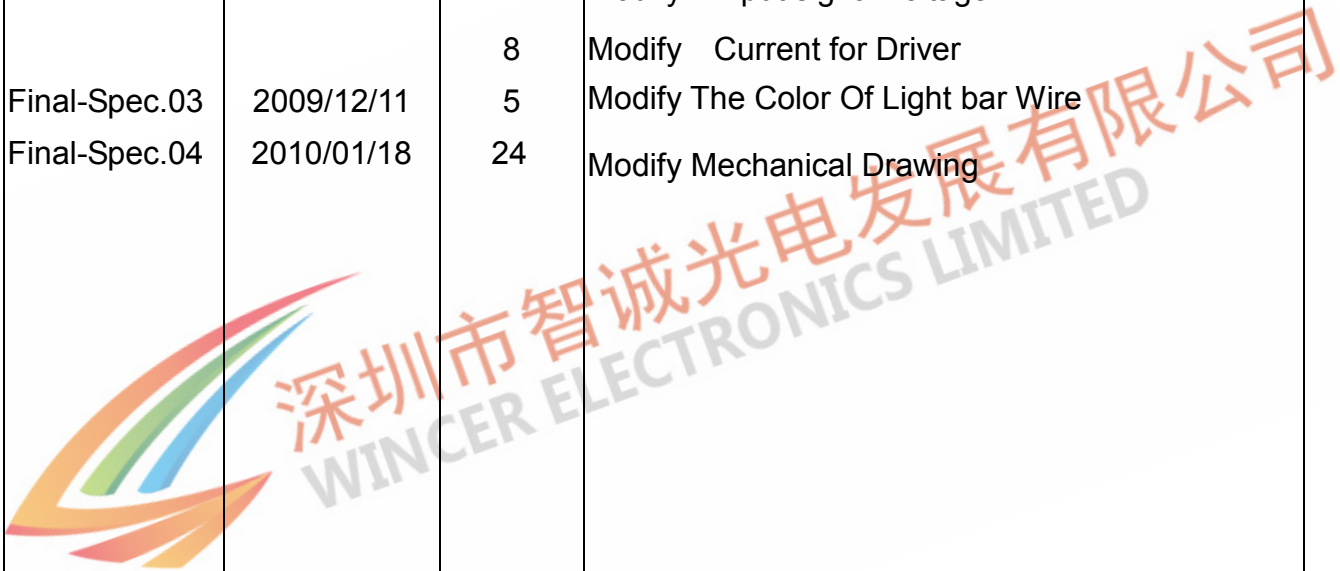 Modify
8 Modify Current for Driver
Final-Spec.03 2009/12/11 5 Modify The Color Of Light bar Wire
Final-Spec.04 2010/01/18 24 Modify Mechanical Drawing
深圳市智诚光电发展有限公司
WINCER ELECTRONICS LIMITED